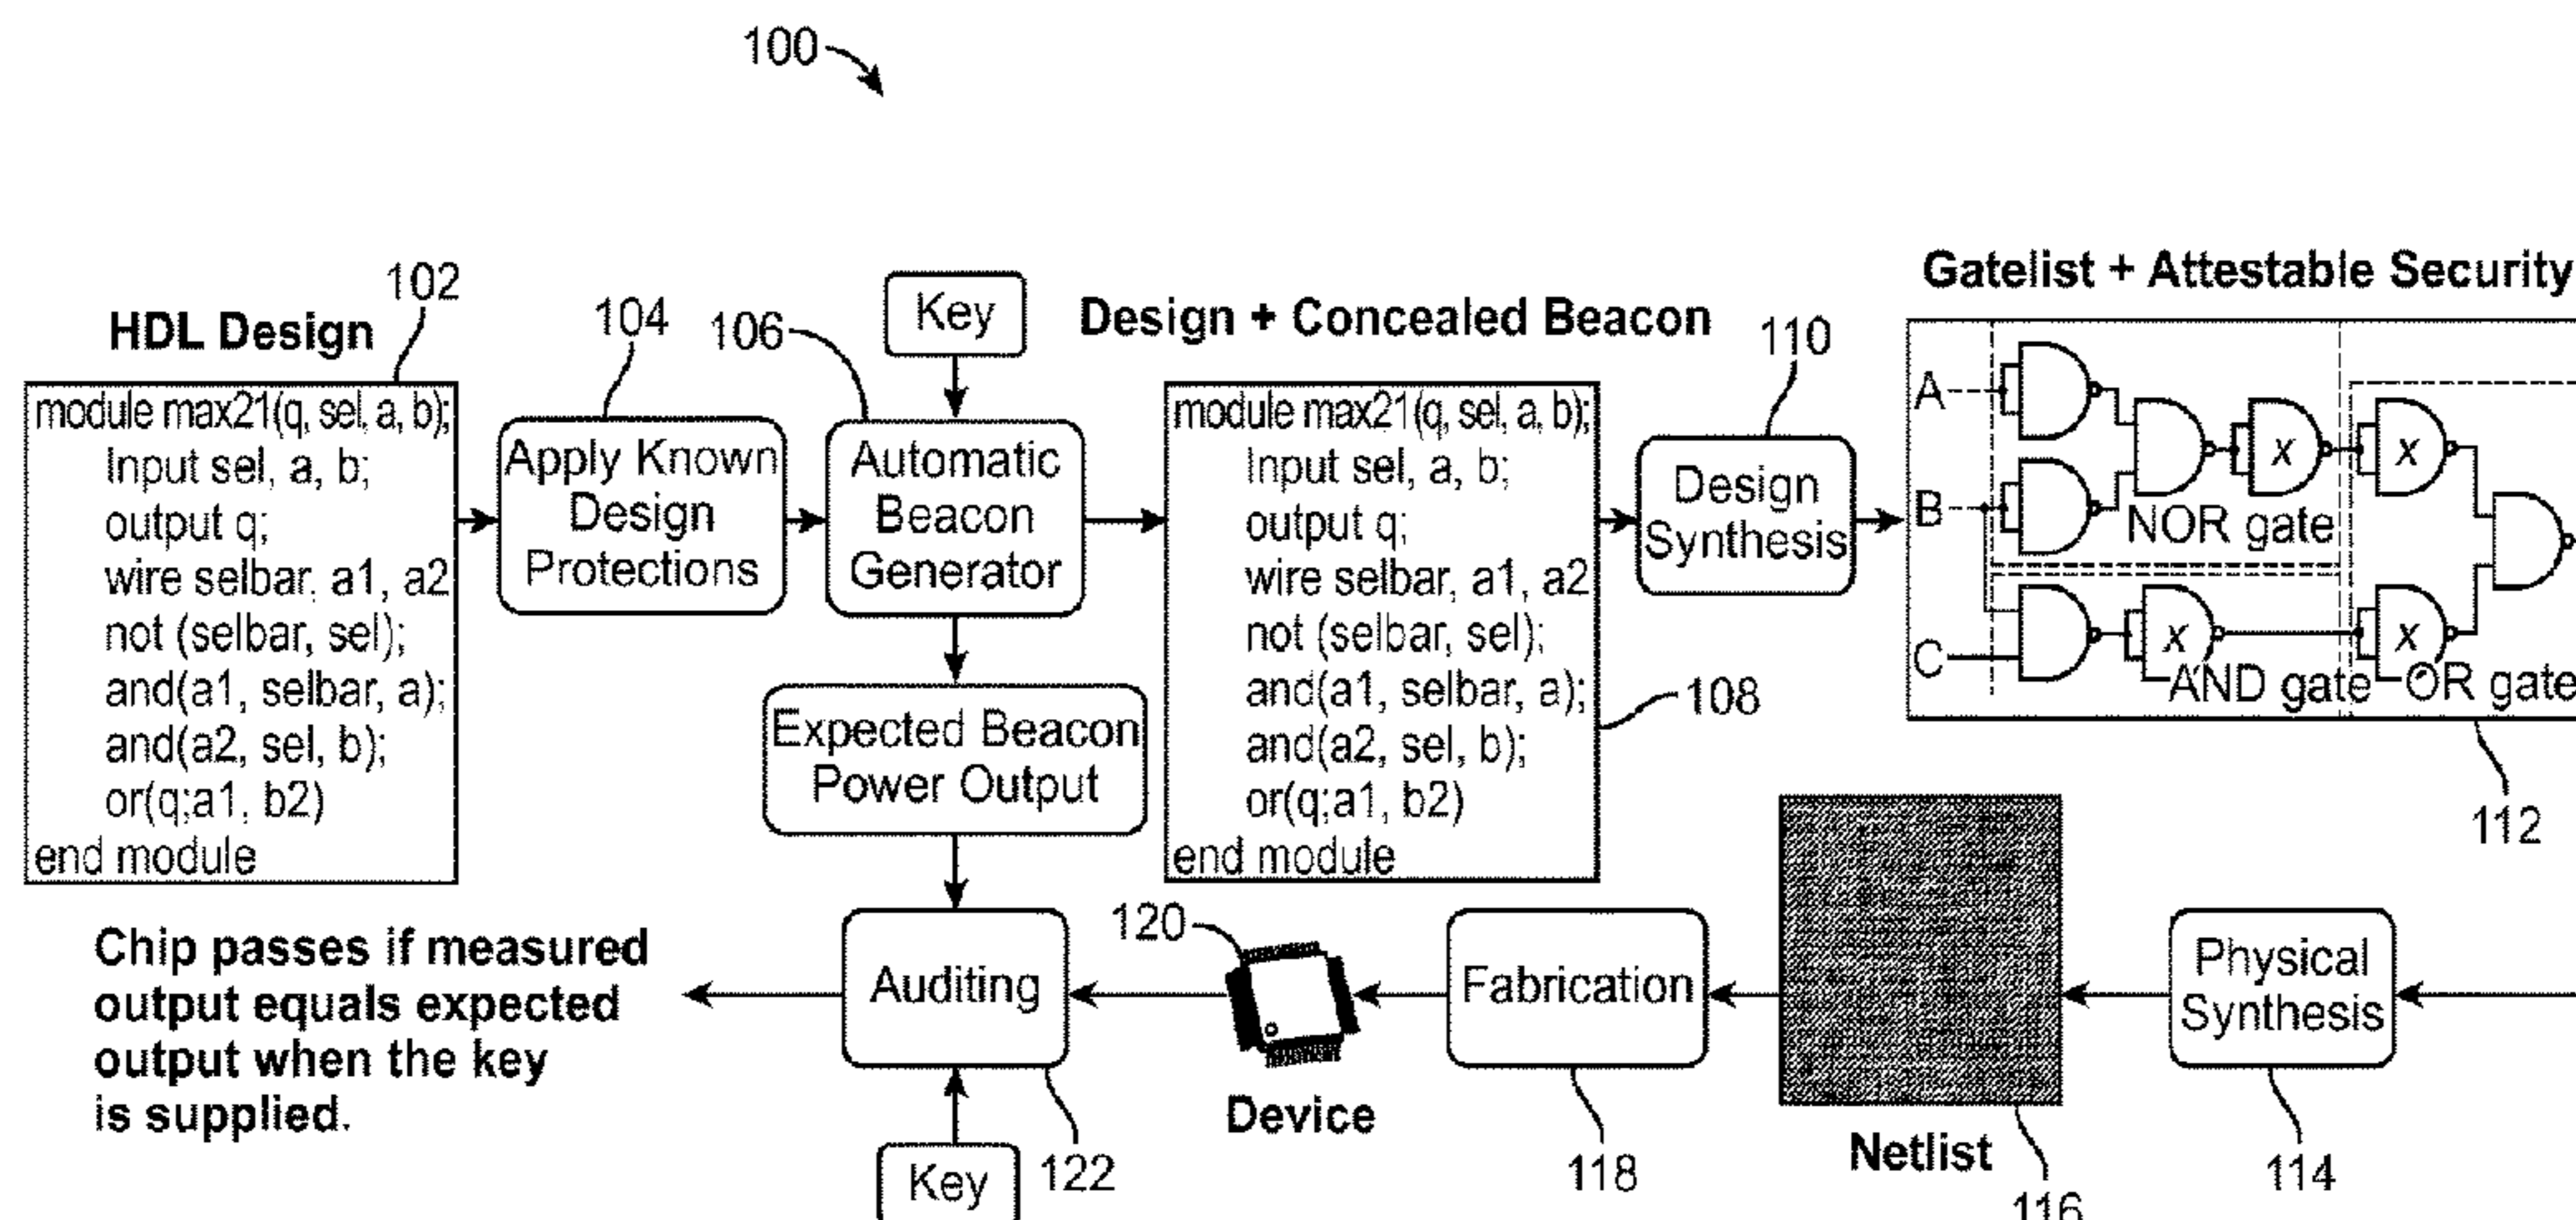 100
HDL Design
102
module max21(q, sel, a, b);
Input sel, a, b;
output q;
wire selbar, a1, a2
not (selbar, sel);
and(a1, selbar, a);
and(a2, sel, b);
or(q;a1, b2)
end module
104
Apply Known
Design
Protections
106
Key
Automatic
Beacon
Generator
Expected Beacon
Power Output
Design + Concealed Beacon
module max21(q, sel, a, b);
Input sel, a, b;
output q;
wire selbar, a1, a2
not (selbar, sel);
and(a1, selbar, a);
and(a2, sel, b);
or(q;a1, b2)
end module
108
110
Design
Synthesis
Gatelist + Attestable Security
A
B
C
x
x
x
x
NOR gate
AND gate
OR gate
112
Physical
Synthesis
114
Netlist
116
Fabrication
118
120
Device
Auditing
122
Key
Chip passes if measured
output equals expected
output when the key
is supplied.